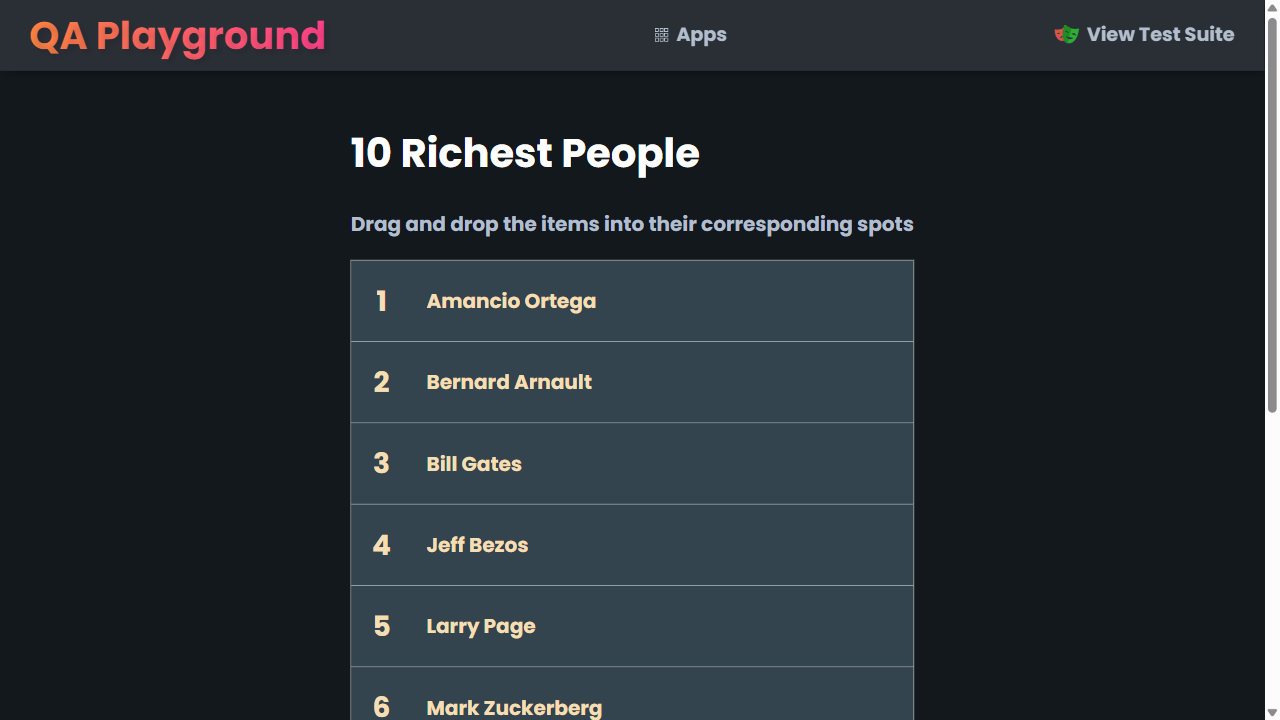 QA Playground
Apps
View Test Suite
10 Richest People
Drag and drop the items into their corresponding spots
1 Amancio Ortega
2 Bernard Arnault
3 Bill Gates
4 Jeff Bezos
5 Larry Page
6 Mark Zuckerberg